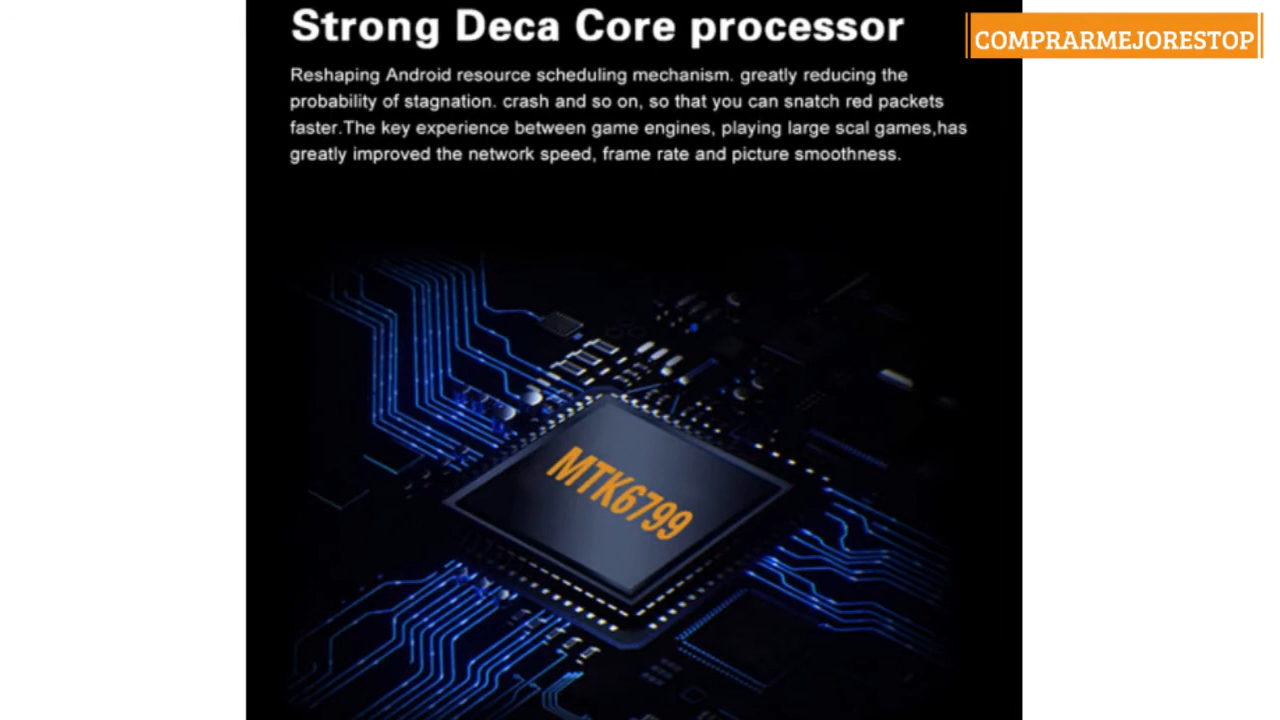 Strong Deca Core processor
COMPRARMEJORESTOP
Reshaping Android resource scheduling mechanism. greatly reducing the
probability of stagnation. crash and so on, so that you can snatch red packets
faster.The key experience between game engines, playing large scal games,has
greatly improved the network speed, frame rate and picture smoothness.
MTK6799